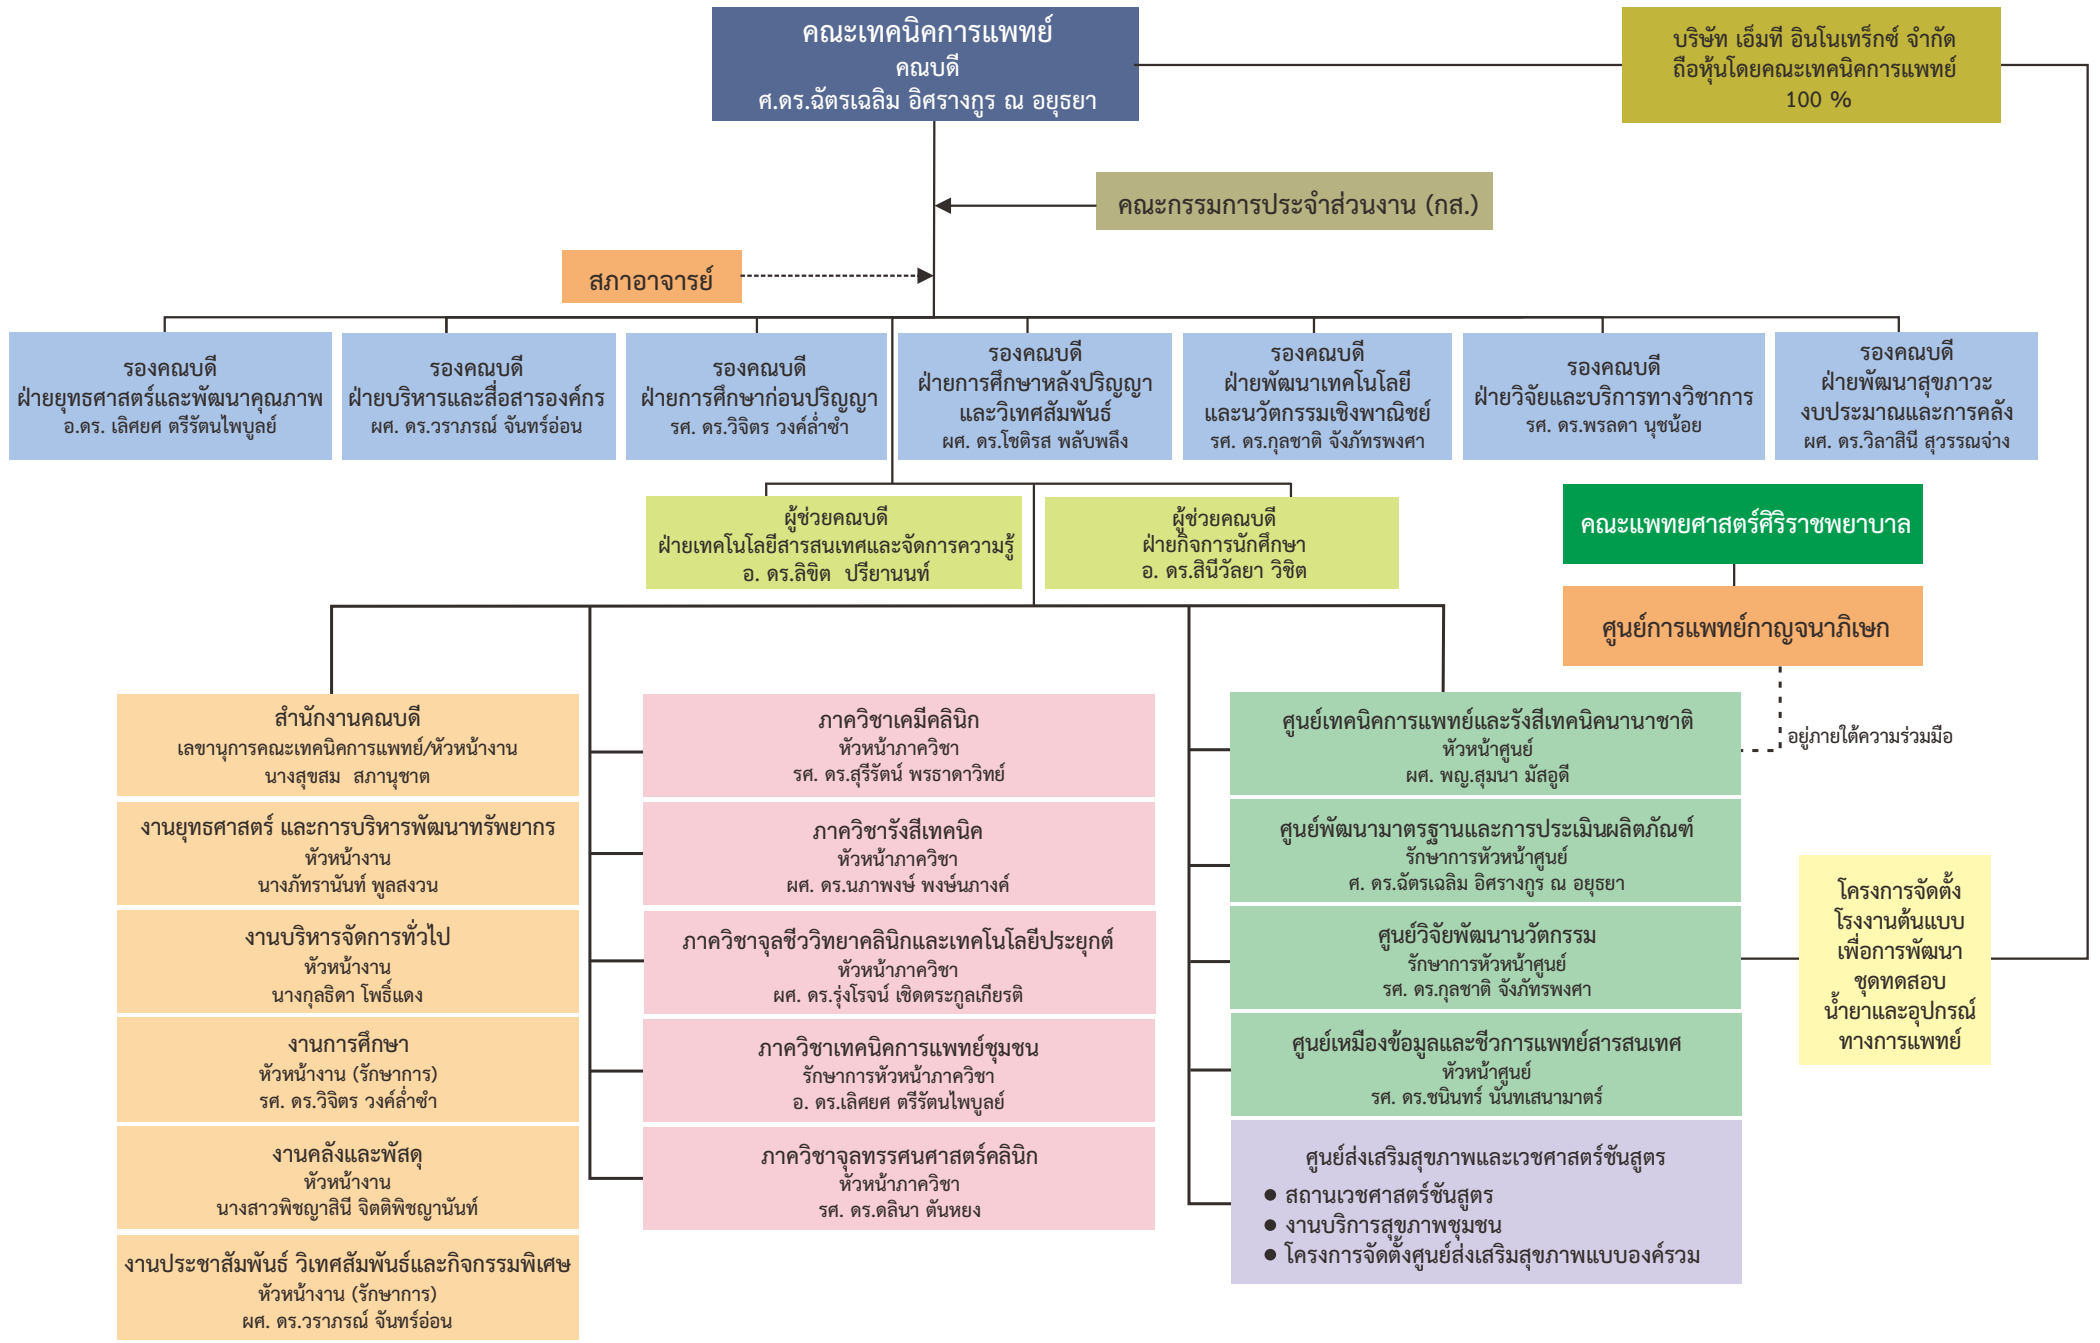 คณะเทคนิคการแพทย์
คณบดี
ศ.ดร.ฉัตรเฉลิม อิศรางกูร ณ อยุธยา
บริษัท เอ็มที อินโนเทร็กซ์ จำกัด
ถือหุ้นโดยคณะเทคนิคการแพทย์
100 %
คณะกรรมการประจำส่วนงาน (กส.)
สภาอาจารย์
รองคณบดี
ฝ่ายยุทธศาสตร์และพัฒนาคุณภาพ
อ.ดร. เลิศยศ ตรีรัตนไพบูลย์
รองคณบดี
ฝ่ายบริหารและสื่อสารองค์กร
ผศ. ดร.วราภรณ์ จันทร์อ่อน
รองคณบดี
ฝ่ายการศึกษาก่อนปริญญา
รศ. ดร.วิจิตร วงค์ล่ำซำ
รองคณบดี
ฝ่ายการศึกษาหลังปริญญา
และวิเทศสัมพันธ์
ผศ. ดร.โชติรส พลับพลึง
รองคณบดี
ฝ่ายพัฒนาเทคโนโลยี
และนวัตกรรมเชิงพาณิชย์
รศ. ดร.กุลชาติ จังภัทรพงศา
รองคณบดี
ฝ่ายวิจัยและบริการทางวิชาการ
รศ. ดร.พรลดา นุชน้อย
รองคณบดี
ฝ่ายพัฒนาสุขภาวะ
งบประมาณและการคลัง
ผศ. ดร.วิลาสินี สุวรรณจ่าง
ผู้ช่วยคณบดี
ฝ่ายเทคโนโลยีสารสนเทศและจัดการความรู้
อ. ดร.ลิขิต ปรียานนท์
ผู้ช่วยคณบดี
ฝ่ายกิจการนักศึกษา
อ. ดร.สินีวัลยา วิชิต
คณะแพทยศาสตร์ศิริราชพยาบาล
ศูนย์การแพทย์กาญจนาภิเษก
อยู่ภายใต้ความร่วมมือ
สำนักงานคณบดี
เลขานุการคณะเทคนิคการแพทย์/หัวหน้างาน
นางสุขสม สภานุชาต
งานยุทธศาสตร์ และการบริหารพัฒนาทรัพยากร
หัวหน้างาน
นางภัทรานันท์ พูลสงวน
งานบริหารจัดการทั่วไป
หัวหน้างาน
นางกุลธิดา โพธิ์แดง
งานการศึกษา
หัวหน้างาน (รักษาการ)
รศ. ดร.วิจิตร วงค์ล่ำซำ
งานคลังและพัสดุ
หัวหน้างาน
นางสาวพิชญาสินี จิตติพิชญานันท์
งานประชาสัมพันธ์ วิเทศสัมพันธ์และกิจกรรมพิเศษ
หัวหน้างาน (รักษาการ)
ผศ. ดร.วราภรณ์ จันทร์อ่อน
ภาควิชาเคมีคลินิก
หัวหน้าภาควิชา
รศ. ดร.สุรีรัตน์ พรธาดาวิทย์
ภาควิชารังสีเทคนิค
หัวหน้าภาควิชา
ผศ. ดร.นภาพงษ์ พงษ์นภางค์
ภาควิชาจุลชีววิทยาคลินิกและเทคโนโลยีประยุกต์
หัวหน้าภาควิชา
ผศ. ดร.รุ่งโรจน์ เชิดตระกูลเกียรติ
ภาควิชาเทคนิคการแพทย์ชุมชน
รักษาการหัวหน้าภาควิชา
อ. ดร.เลิศยศ ตรีรัตนไพบูลย์
ภาควิชาจุลทรรศนศาสตร์คลินิก
หัวหน้าภาควิชา
รศ. ดร.ดลินา ตันหยง
ศูนย์เทคนิคการแพทย์และรังสีเทคนิคนานาชาติ
หัวหน้าศูนย์
ผศ. พญ.สุมนา มัสอูดี
ศูนย์พัฒนามาตรฐานและการประเมินผลิตภัณฑ์
รักษาการหัวหน้าศูนย์
ศ. ดร.ฉัตรเฉลิม อิศรางกูร ณ อยุธยา
ศูนย์วิจัยพัฒนานวัตกรรม
รักษาการหัวหน้าศูนย์
รศ. ดร.กุลชาติ จังภัทรพงศา
ศูนย์เหมืองข้อมูลและชีวการแพทย์สารสนเทศ
หัวหน้าศูนย์
รศ. ดร.ชนินทร์ นันทเสนามาตร์
ศูนย์ส่งเสริมสุขภาพและเวชศาสตร์ชันสูตร
● สถานเวชศาสตร์ชันสูตร
● งานบริการสุขภาพชุมชน
● โครงการจัดตั้งศูนย์ส่งเสริมสุขภาพแบบองค์รวม
โครงการจัดตั้ง
โรงงานต้นแบบ
เพื่อการพัฒนา
ชุดทดสอบ
น้ำยาและอุปกรณ์
ทางการแพทย์